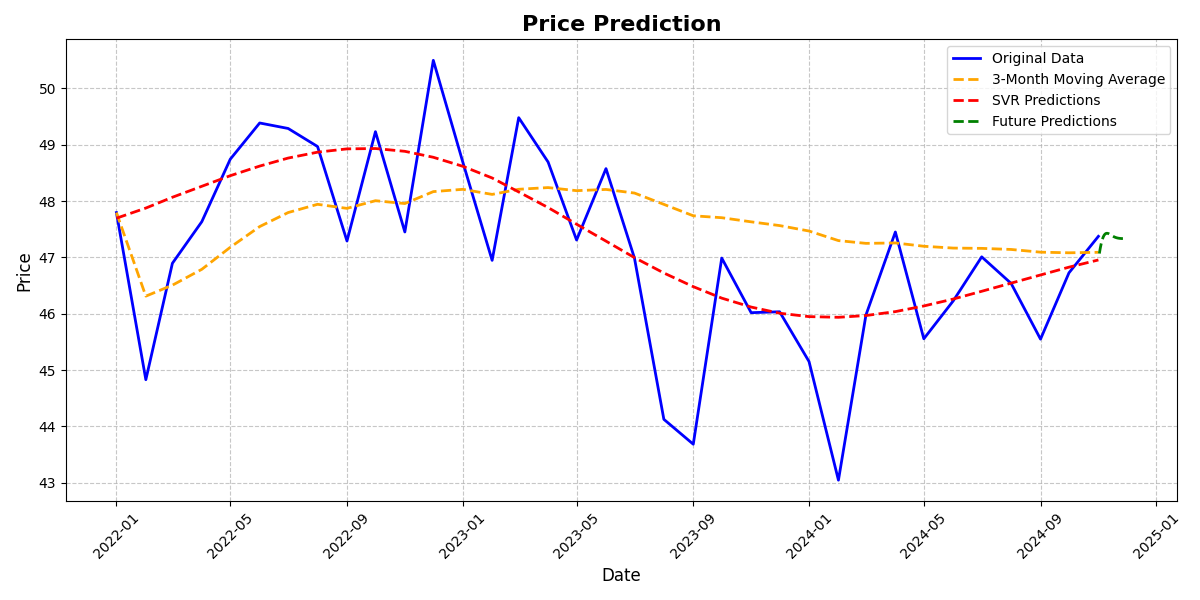 Price Prediction
Original Data
3-Month Moving Average
SVR Predictions
Future Predictions
Price
50
49
48
47
46
45
44
43
2022-01
2022-05
2022-09
2023-01
2023-05
2023-09
2024-01
2024-05
2024-09
2025-01
Date